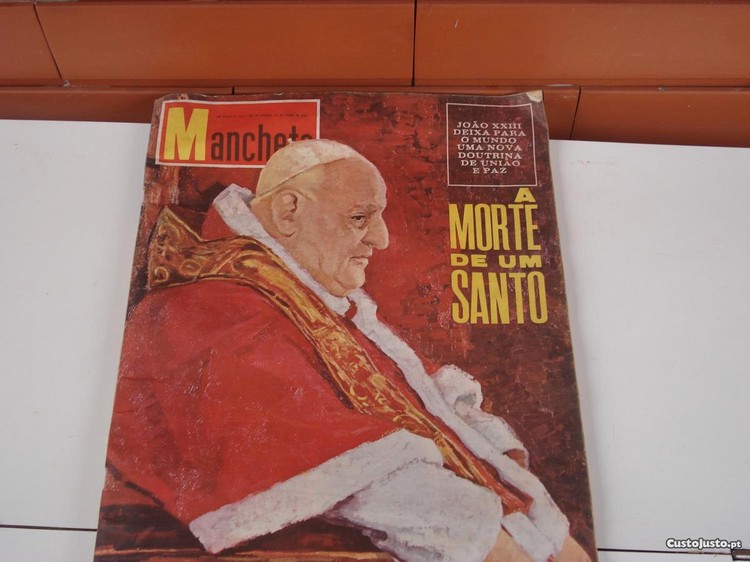 Manchete
JOÃO XXIII
DEIXA PARA
O MUNDO
UMA NOVA
DOUTRINA
DE UNIÃO
E PAZ
A
MORTE
DE UM
SANTO
CustoJusto.pt